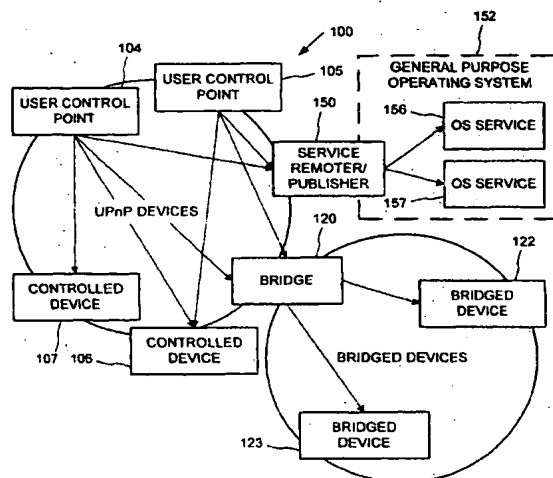 152
104
100
105
USER CONTROL
POINT
GENERAL PURPOSE
OPERATING SYSTEM
USER CONTROL
POINT
150
156
OS SERVICE
SERVICE
REMOTER/
PUBLISHER
OS SERVICE
157
UPnP DEVICES
120
122
BRIDGE
BRIDGED
DEVICE
CONTROLLED
DEVICE
107
106
CONTROLLED
DEVICE
BRIDGED DEVICES
BRIDGED
DEVICE
123